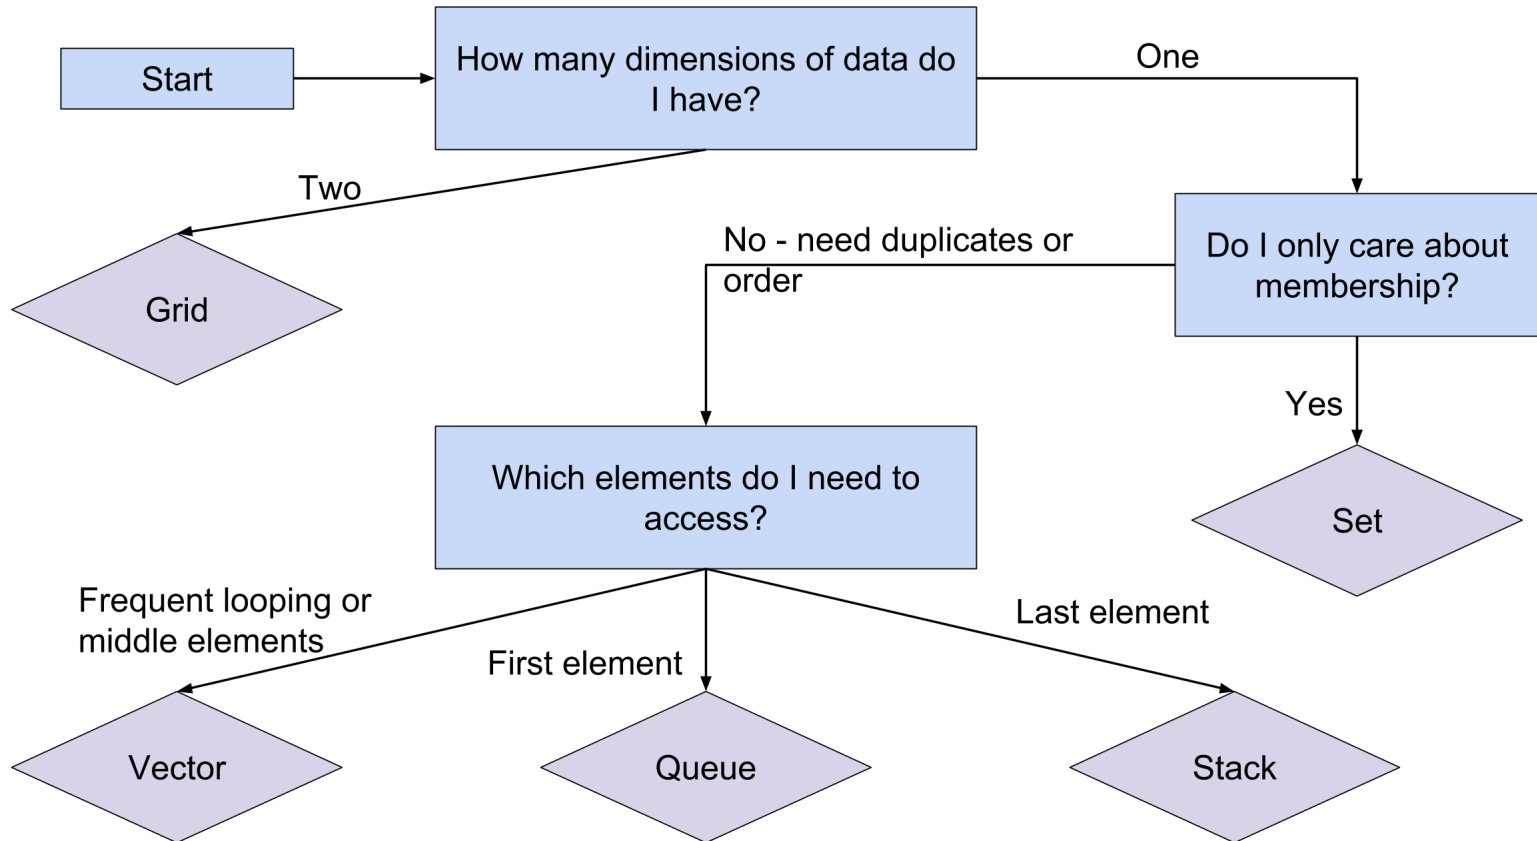 Start
How many dimensions of data do
I have?
One
Two
Grid
No - need duplicates or
order
Do I only care about
membership?
Yes
Set
Which elements do I need to
access?
Frequent looping or
middle elements
First element
Last element
Vector
Queue
Stack